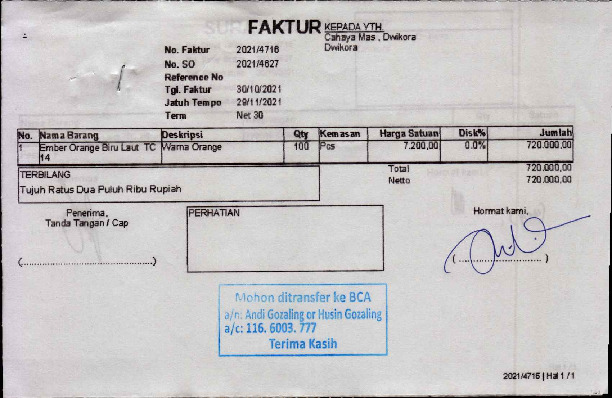 FAKTUR
KEPADA YTH.
Cahaya Mas , Dwikora
Dwikora
No. Faktur 2021/4716
No. SO 2021/4627
Reference No
Tgl. Faktur 30/10/2021
Jatuh Tempo 29/11/2021
Term Net 30
No. Nama Barang Deskripsi Qty Kemasan Harga Satuan Disk% Jumlah
1 Ember Orange Biru Laut TC 14 Warna Orange 100 Pcs 7.200,00 0.0% 720.000,00
Total 720.000,00
Netto 720.000,00
TERBILANG
Tujuh Ratus Dua Puluh Ribu Rupiah
Penerima,
Tanda Tangan / Cap
(..............................................)
PERHATIAN
Hormat kami,
(..............................)
Mohon ditransfer ke BCA
a/n: Andi Gozaling or Husin Gozaling
a/c: 116. 6003. 777
Terima Kasih
2021/4716 | Hal 1 / 1